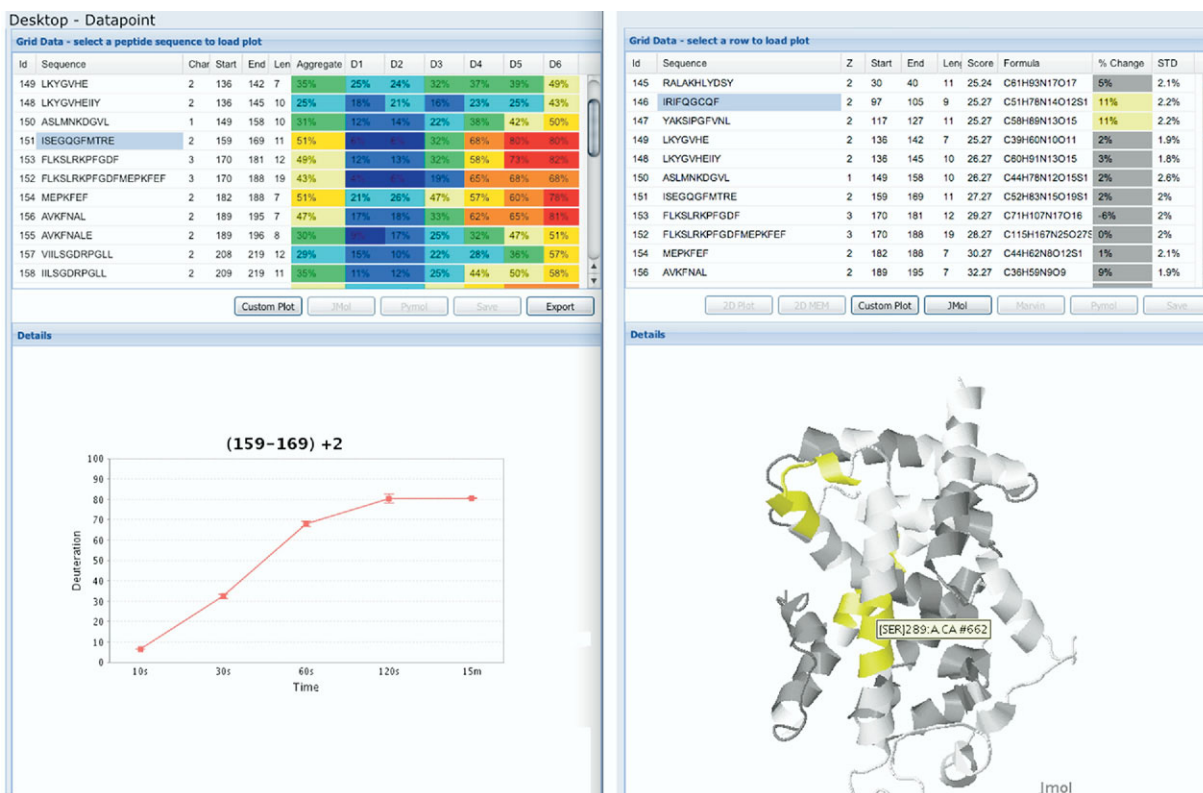 Desktop - Datapoint
Grid Data - select a peptide sequence to load plot
Id Sequence Char Start End Len Aggregate D1 D2 D3 D4 D5 D6
149 LKYGVHE 2 136 142 7 35% 25% 24% 32% 37% 39% 49%
148 LKYGVHEIIY 2 136 145 10 25% 18% 21% 16% 23% 25% 43%
150 ASLMNKDGVL 1 149 158 10 31% 12% 14% 22% 38% 42% 50%
151 ISEGQGFMTRE 2 159 169 11 51% 6% 6% 32% 68% 80% 80%
153 FLKSLRKPFGDF 3 170 181 12 49% 12% 13% 32% 58% 73% 82%
152 FLKSLRKPFGDFMEPKFEF 3 170 188 19 43% 6% 19% 65% 68% 68%
154 MEPKFEF 2 182 188 7 51% 21% 26% 47% 57% 60% 78%
156 AVKFNAL 2 189 195 7 47% 17% 18% 33% 62% 65% 81%
155 AVKFNALE 2 189 196 8 30% 17% 25% 32% 47% 51%
157 VIILSGDRPGLL 2 208 219 12 29% 15% 10% 22% 28% 36% 57%
158 IILSGDRPGLL 2 209 219 11 35% 11% 12% 25% 44% 50% 58%
Custom Plot JMol Pymol Save Export
Details
(159-169) +2
100
90
80
70
60
50
40
30
20
10
0
Deuteration
10s 30s 60s 120s 15m
Time
Grid Data - select a row to load plot
Id Sequence Z Start End Leng Score Formula % Change STD
145 RALAKHLYDSY 2 30 40 11 25.24 C61H93N17O17 5% 2.1%
146 IRIFQGCQF 2 97 105 9 25.27 C51H78N14O12S1 11% 2.2%
147 YAKSIPGFVNL 2 117 127 11 25.27 C58H89N13O15 11% 2.2%
149 LKYGVHE 2 136 142 7 25.27 C39H60N10O11 2% 1.9%
148 LKYGVHEIIY 2 136 145 10 26.27 C60H91N13O15 3% 1.8%
150 ASLMNKDGVL 1 149 158 10 26.27 C44H78N12O15S1 2% 2.6%
151 ISEGQGFMTRE 2 159 169 11 27.27 C52H83N15O19S1 2% 2%
153 FLKSLRKPFGDF 3 170 181 12 29.27 C71H107N17O16 -6% 2%
152 FLKSLRKPFGDFMEPKFEF 3 170 188 19 28.27 C115H167N25O27S 0% 2%
154 MEPKFEF 2 182 188 7 30.27 C44H62N8O12S1 1% 2%
156 AVKFNAL 2 189 195 7 32.27 C36H59N9O9 9% 1.9%
2D Plot 2D MEM Custom Plot JMol Marvin Pymol Save
Details
[SER]289:A.CA #662
Jmol